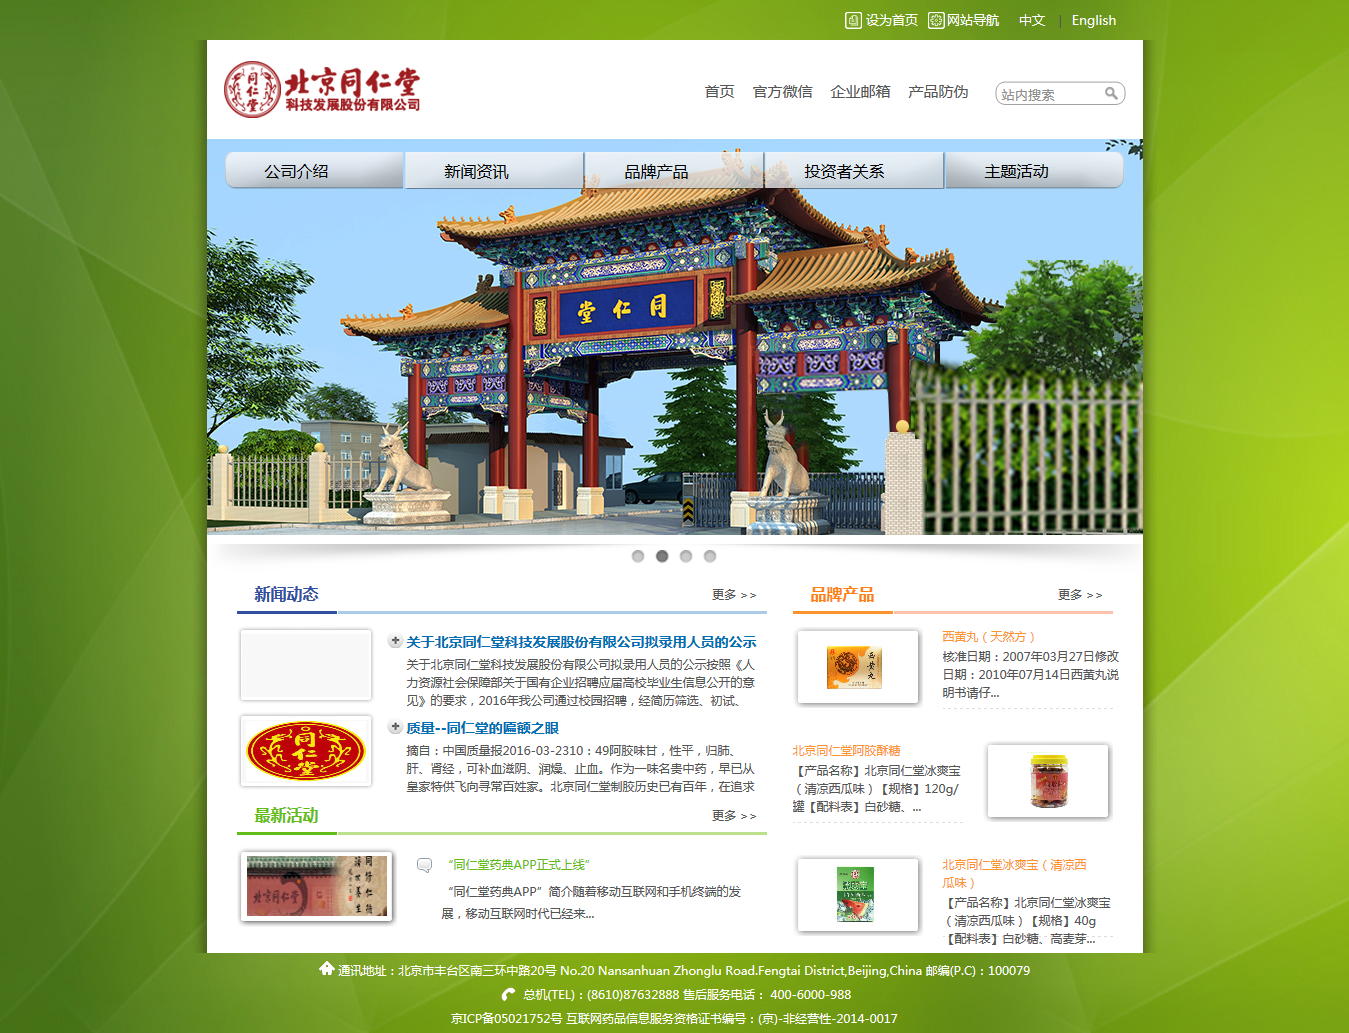 设为首页 网站导航 中文 | English
同仁堂 北京同仁堂
科技发展股份有限公司
首页 官方微信 企业邮箱 产品防伪 站内搜索
公司介绍 新闻资讯 品牌产品 投资者关系 主题活动
堂仁同
新闻动态 更多 >>
关于北京同仁堂科技发展股份有限公司拟录用人员的公示
关于北京同仁堂科技发展股份有限公司拟录用人员的公示按照《人
力资源社会保障部关于国有企业招聘应届高校毕业生信息公开的意
见》的要求，2016年我公司通过校园招聘，经简历筛选、初试、
同仁堂
质量--同仁堂的匾额之眼
摘自：中国质量报2016-03-2310：49阿胶味甘，性平，归肺、
肝、肾经，可补血滋阴、润燥、止血。作为一味名贵中药，早已从
皇家特供飞向寻常百姓家。北京同仁堂制胶历史已有百年，在追求
最新活动 更多 >>
北京同仁堂
同修仁德
济世养生
“同仁堂药典APP正式上线”
“同仁堂药典APP”简介随着移动互联网和手机终端的发
展，移动互联网时代已经来...
品牌产品 更多 >>
西黄丸
西黄丸（天然方）
核准日期：2007年03月27日修改
日期：2010年07月14日西黄丸说
明书请仔...
北京同仁堂阿胶酥糖
【产品名称】北京同仁堂冰爽宝
（清凉西瓜味）【规格】120g/
罐【配料表】白砂糖、...
北京同仁堂冰爽宝（清凉西
瓜味）
【产品名称】北京同仁堂冰爽宝
（清凉西瓜味）【规格】40g
【配料表】白砂糖、高麦芽...
通讯地址：北京市丰台区南三环中路20号 No.20 Nansanhuan Zhonglu Road.Fengtai District,Beijing,China 邮编(P.C)：100079
总机(TEL)：(8610)87632888 售后服务电话： 400-6000-988
京ICP备05021752号 互联网药品信息服务资格证书编号：(京)-非经营性-2014-0017